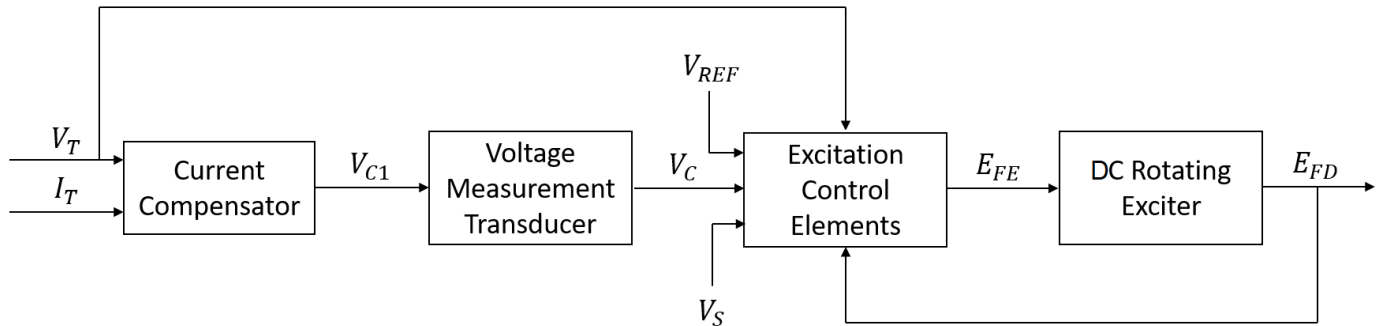 V_REF
V_T
I_T
Current
Compensator
V_C1
Voltage
Measurement
Transducer
V_C
Excitation
Control
Elements
V_S
E_FE
DC Rotating
Exciter
E_FD